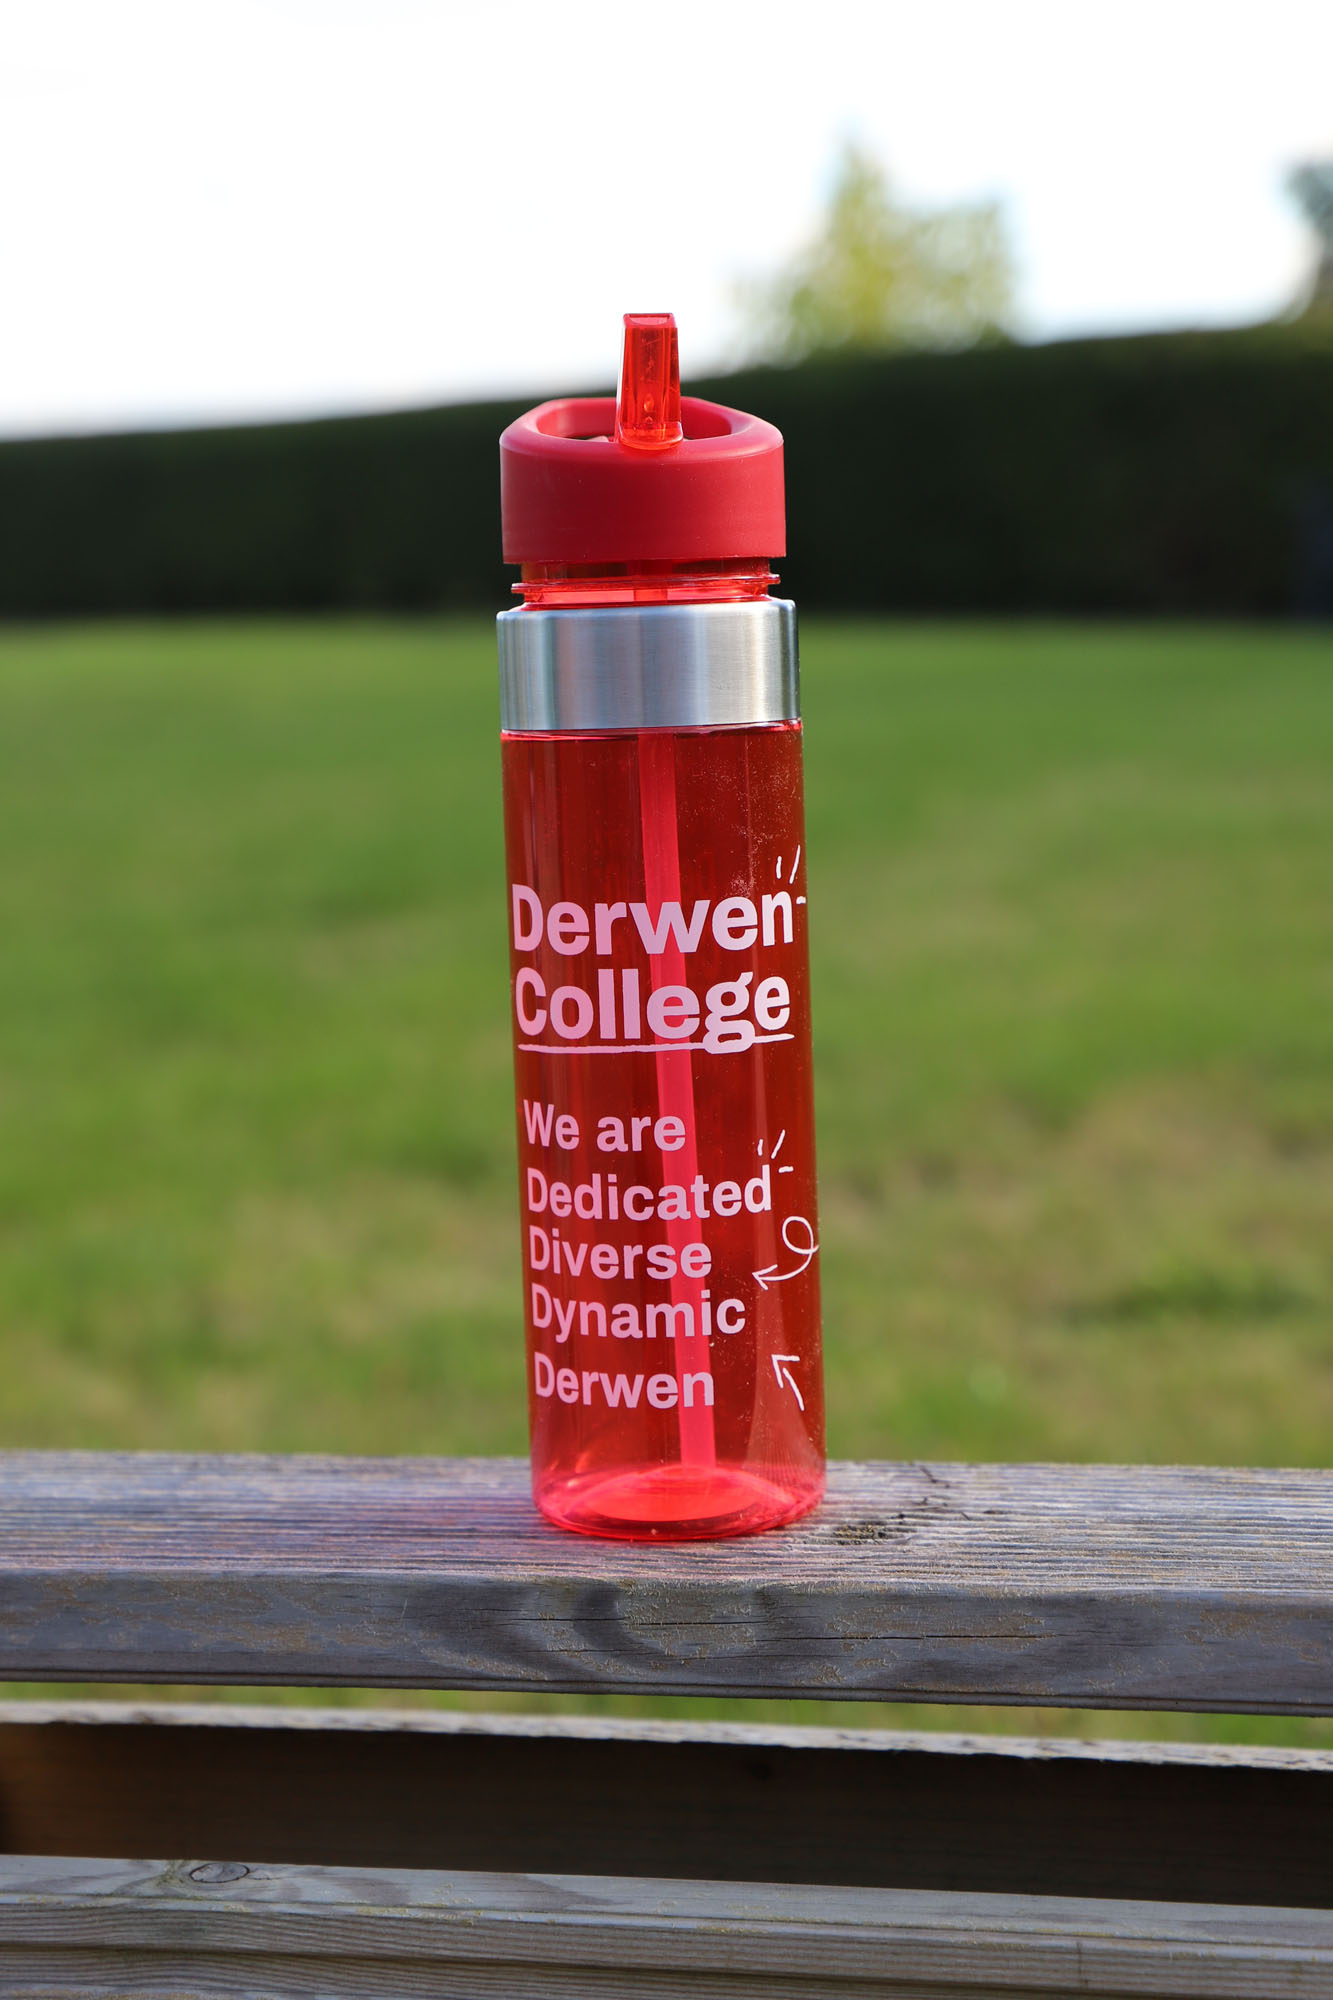 Derwen
College
We are
Dedicated
Diverse
Dynamic
Derwen